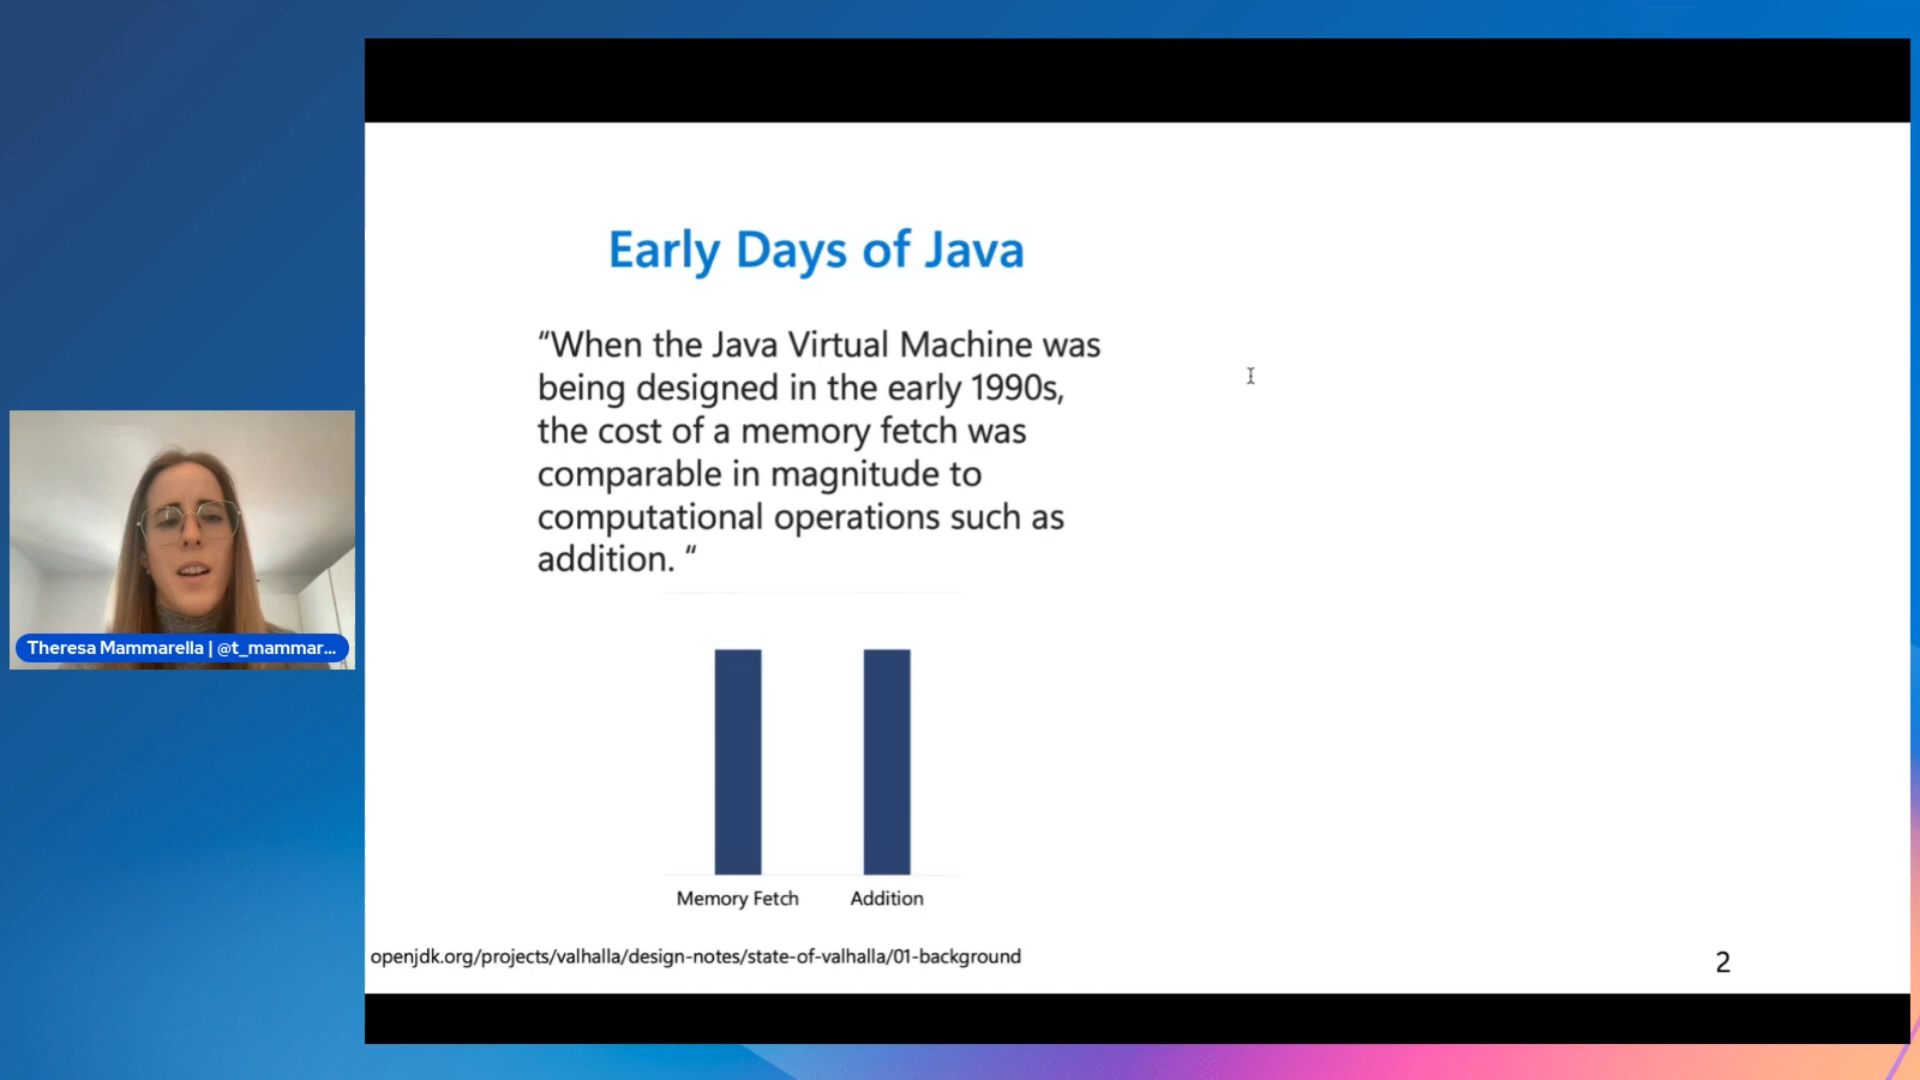 Early Days of Java
“When the Java Virtual Machine was
being designed in the early 1990s,
the cost of a memory fetch was
comparable in magnitude to
computational operations such as
addition. “
Memory Fetch
Addition
openjdk.org/projects/valhalla/design-notes/state-of-valhalla/01-background
2
Theresa Mammarella | @t_mammar...